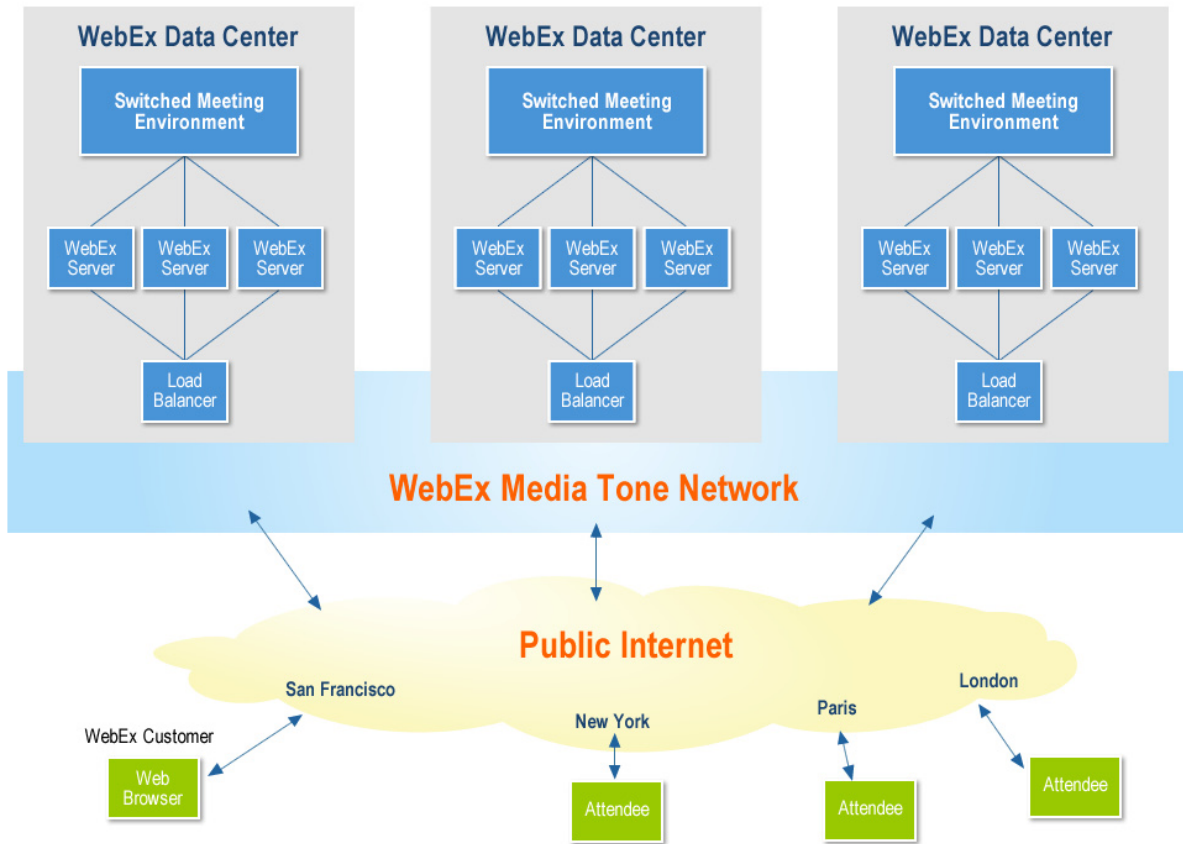 WebEx Data Center
WebEx Data Center
WebEx Data Center
Switched Meeting
Environment
Switched Meeting
Environment
Switched Meeting
Environment
WebEx
Server
WebEx
Server
WebEx
Server
WebEx
Server
WebEx
Server
WebEx
Server
WebEx
Server
WebEx
Server
WebEx
Server
Load
Balancer
Load
Balancer
Load
Balancer
WebEx Media Tone Network
Public Internet
San Francisco
New York
Paris
London
WebEx Customer
Web
Browser
Attendee
Attendee
Attendee